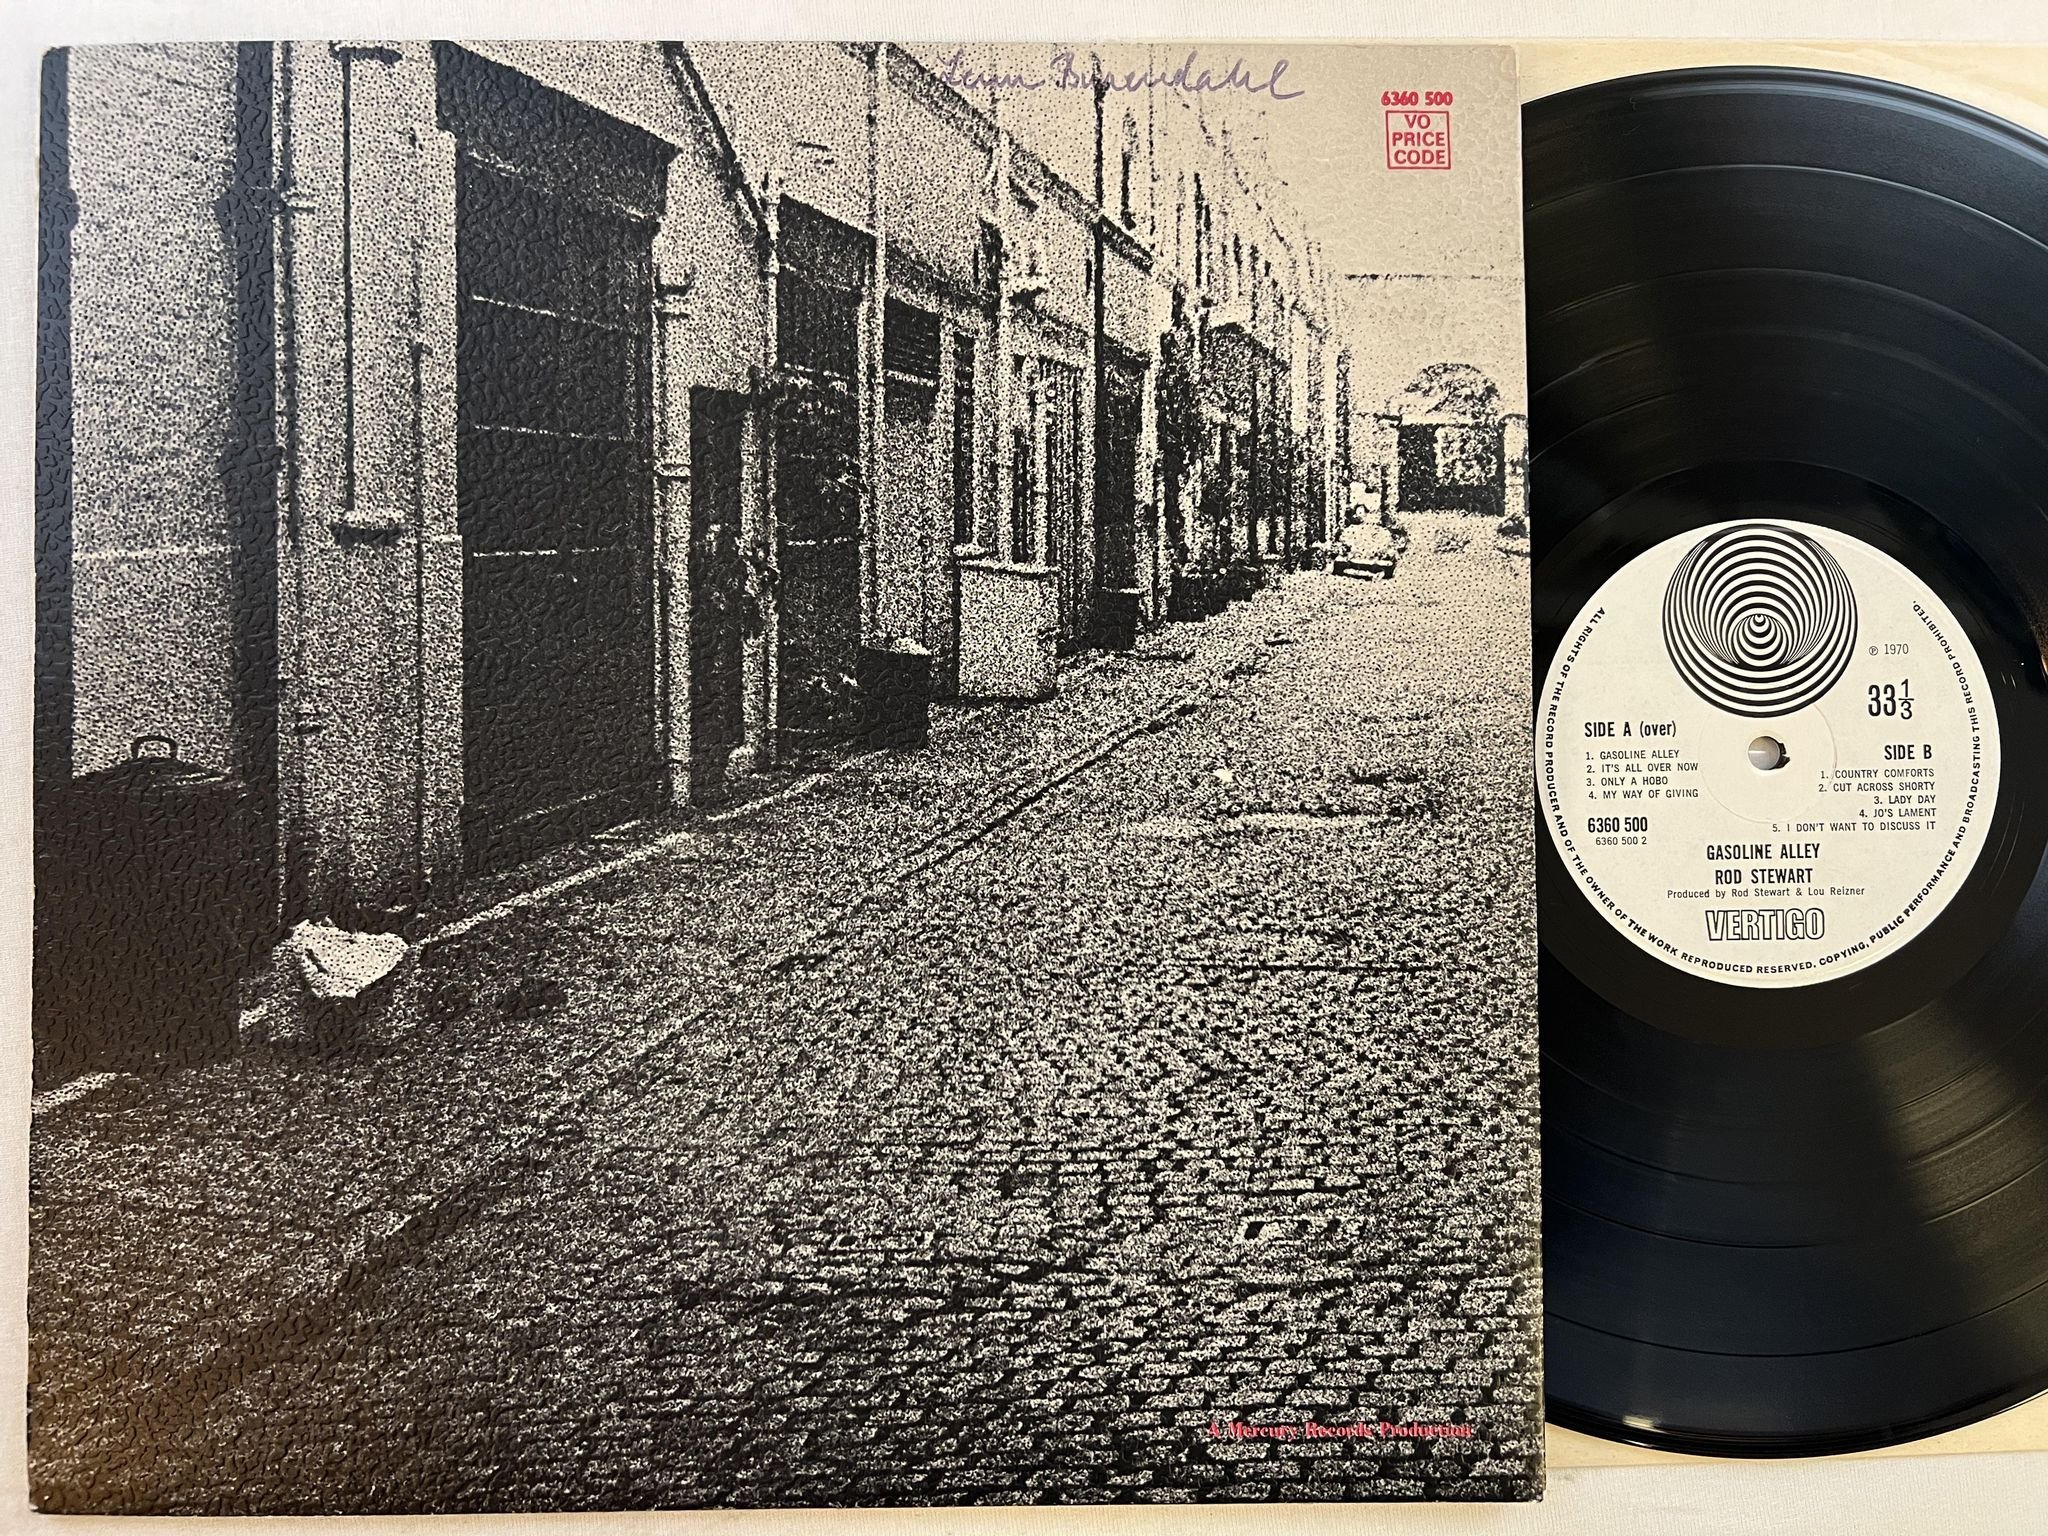 6360 500
VO
PRICE
CODE
A Mercury Records Production
ALL RIGHTS OF THE RECORD PRODUCER AND OF THE OWNER OF THE WORK REPRODUCED RESERVED. COPYING, PUBLIC PERFORMANCE AND BROADCASTING THIS RECORD PROHIBITED.
℗ 1970
33 1/3
SIDE A (over)
1. GASOLINE ALLEY
2. IT'S ALL OVER NOW
3. ONLY A HOBO
4. MY WAY OF GIVING
6360 500
6360 500 2
SIDE B
1. COUNTRY COMFORTS
2. CUT ACROSS SHORTY
3. LADY DAY
4. JO'S LAMENT
5. I DON'T WANT TO DISCUSS IT
GASOLINE ALLEY
ROD STEWART
Produced by Rod Stewart & Lou Reizner
VERTIGO